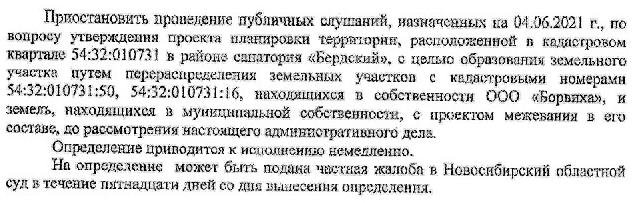 Приостановить проведение публичных слушаний, назначенных на 04.06.2021 г., по
вопросу утверждения проекта планировки территории, расположенной в кадастровом
квартале 54:32:010731 в районе санатория «Бердский», с целью образования земельного
участка путем перераспределения земельных участков с кадастровыми номерами
54:32:010731:50, 54:32:010731:16, находящихся в собственности ООО «Борвиха», и
земель, находящихся в муниципальной собственности, с проектом межевания в его
составе, до рассмотрения настоящего административного дела.
Определение приводится к исполнению немедленно.
На определение может быть подана частная жалоба в Новосибирский областной
суд в течение пятнадцати дней со дня вынесения определения.